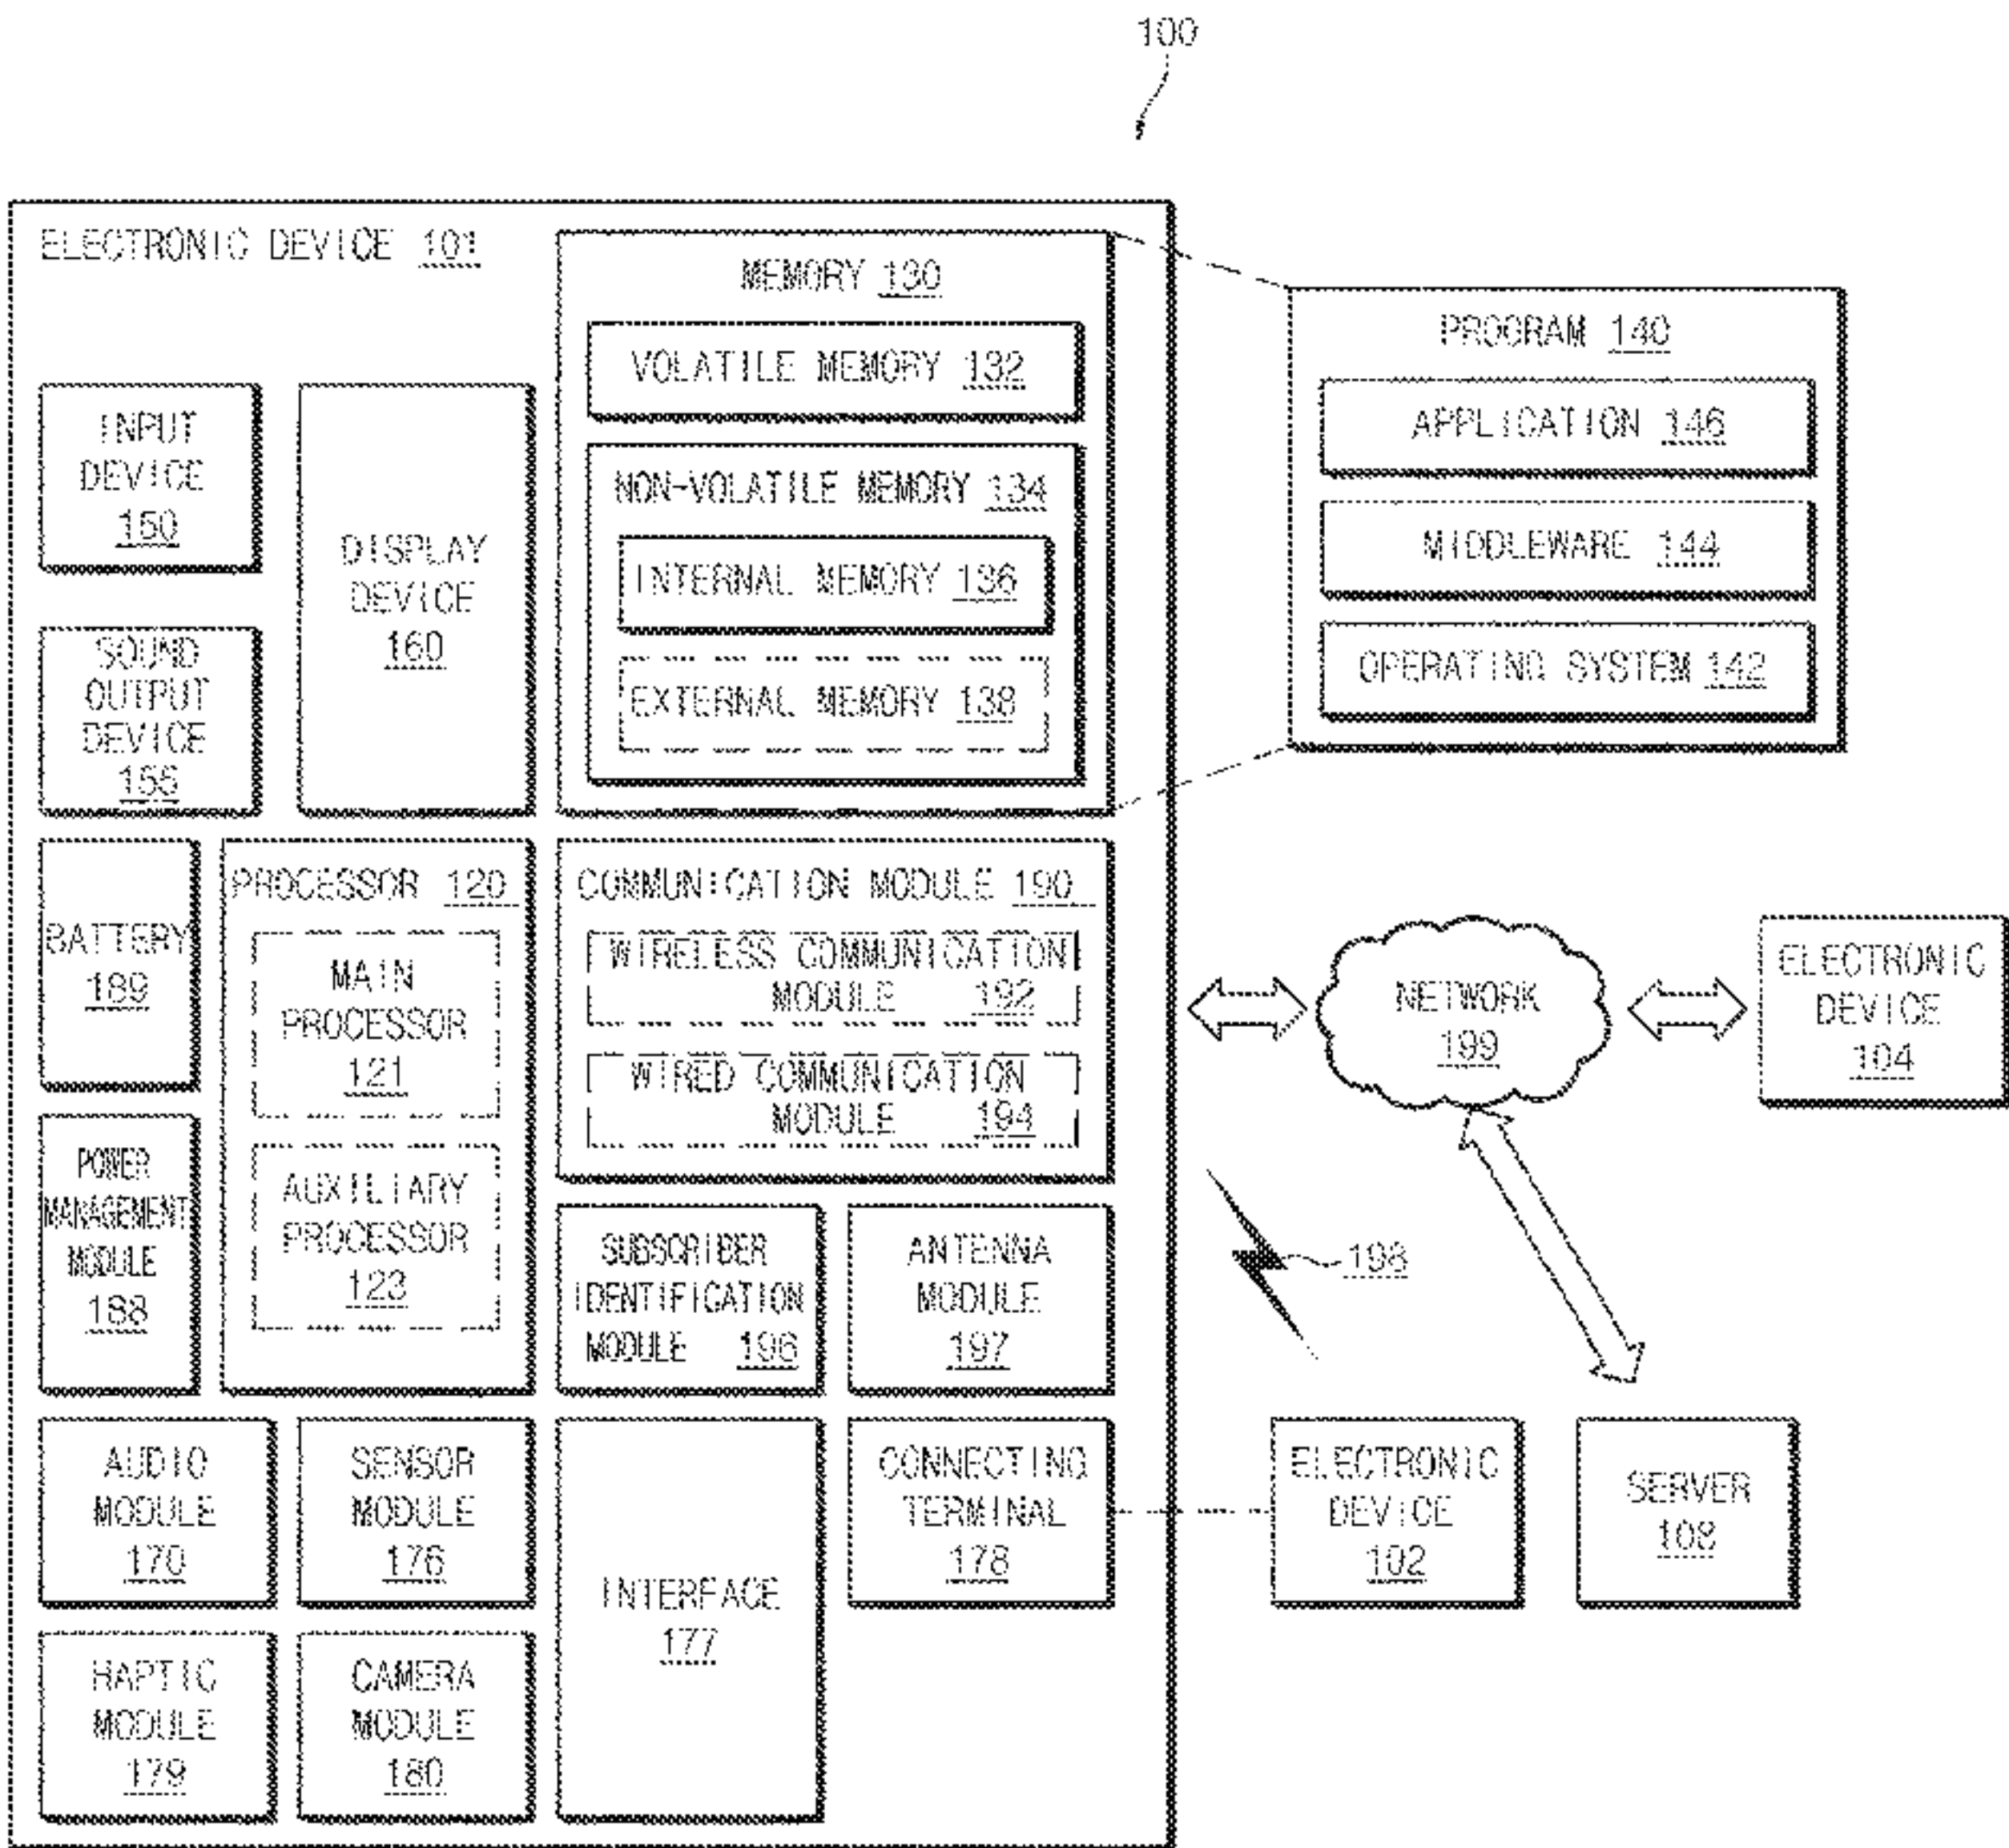 100
ELECTRONIC DEVICE 101
MEMORY 130
VOLATILE MEMORY 132
NON-VOLATILE MEMORY 134
INTERNAL MEMORY 136
EXTERNAL MEMORY 138
PROGRAM 140
APPLICATION 146
MIDDLEWARE 144
OPERATING SYSTEM 142
INPUT
DEVICE
150
SOUND
OUTPUT
DEVICE
155
DISPLAY
DEVICE
160
BATTERY
189
POWER
MANAGEMENT
MODULE
188
PROCESSOR 120
MAIN
PROCESSOR
121
AUXILIARY
PROCESSOR
123
COMMUNICATION MODULE 190
WIRELESS COMMUNICATION
MODULE 192
WIRED COMMUNICATION
MODULE 194
SUBSCRIBER
IDENTIFICATION
MODULE 196
ANTENNA
MODULE
197
NETWORK
199
ELECTRONIC
DEVICE
104
198
AUDIO
MODULE
170
SENSOR
MODULE
176
INTERFACE
177
CONNECTING
TERMINAL
178
ELECTRONIC
DEVICE
102
SERVER
108
HAPTIC
MODULE
179
CAMERA
MODULE
180